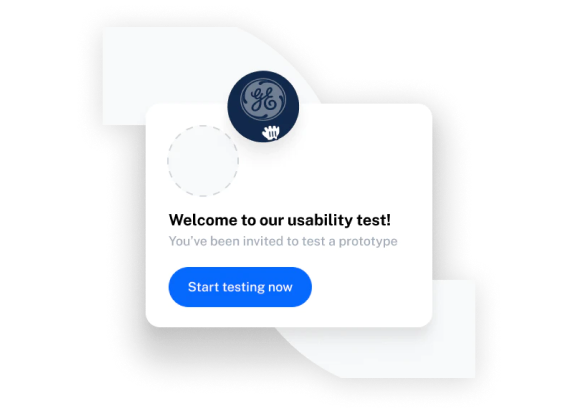 GE
Welcome to our usability test!
You've been invited to test a prototype
Start testing now